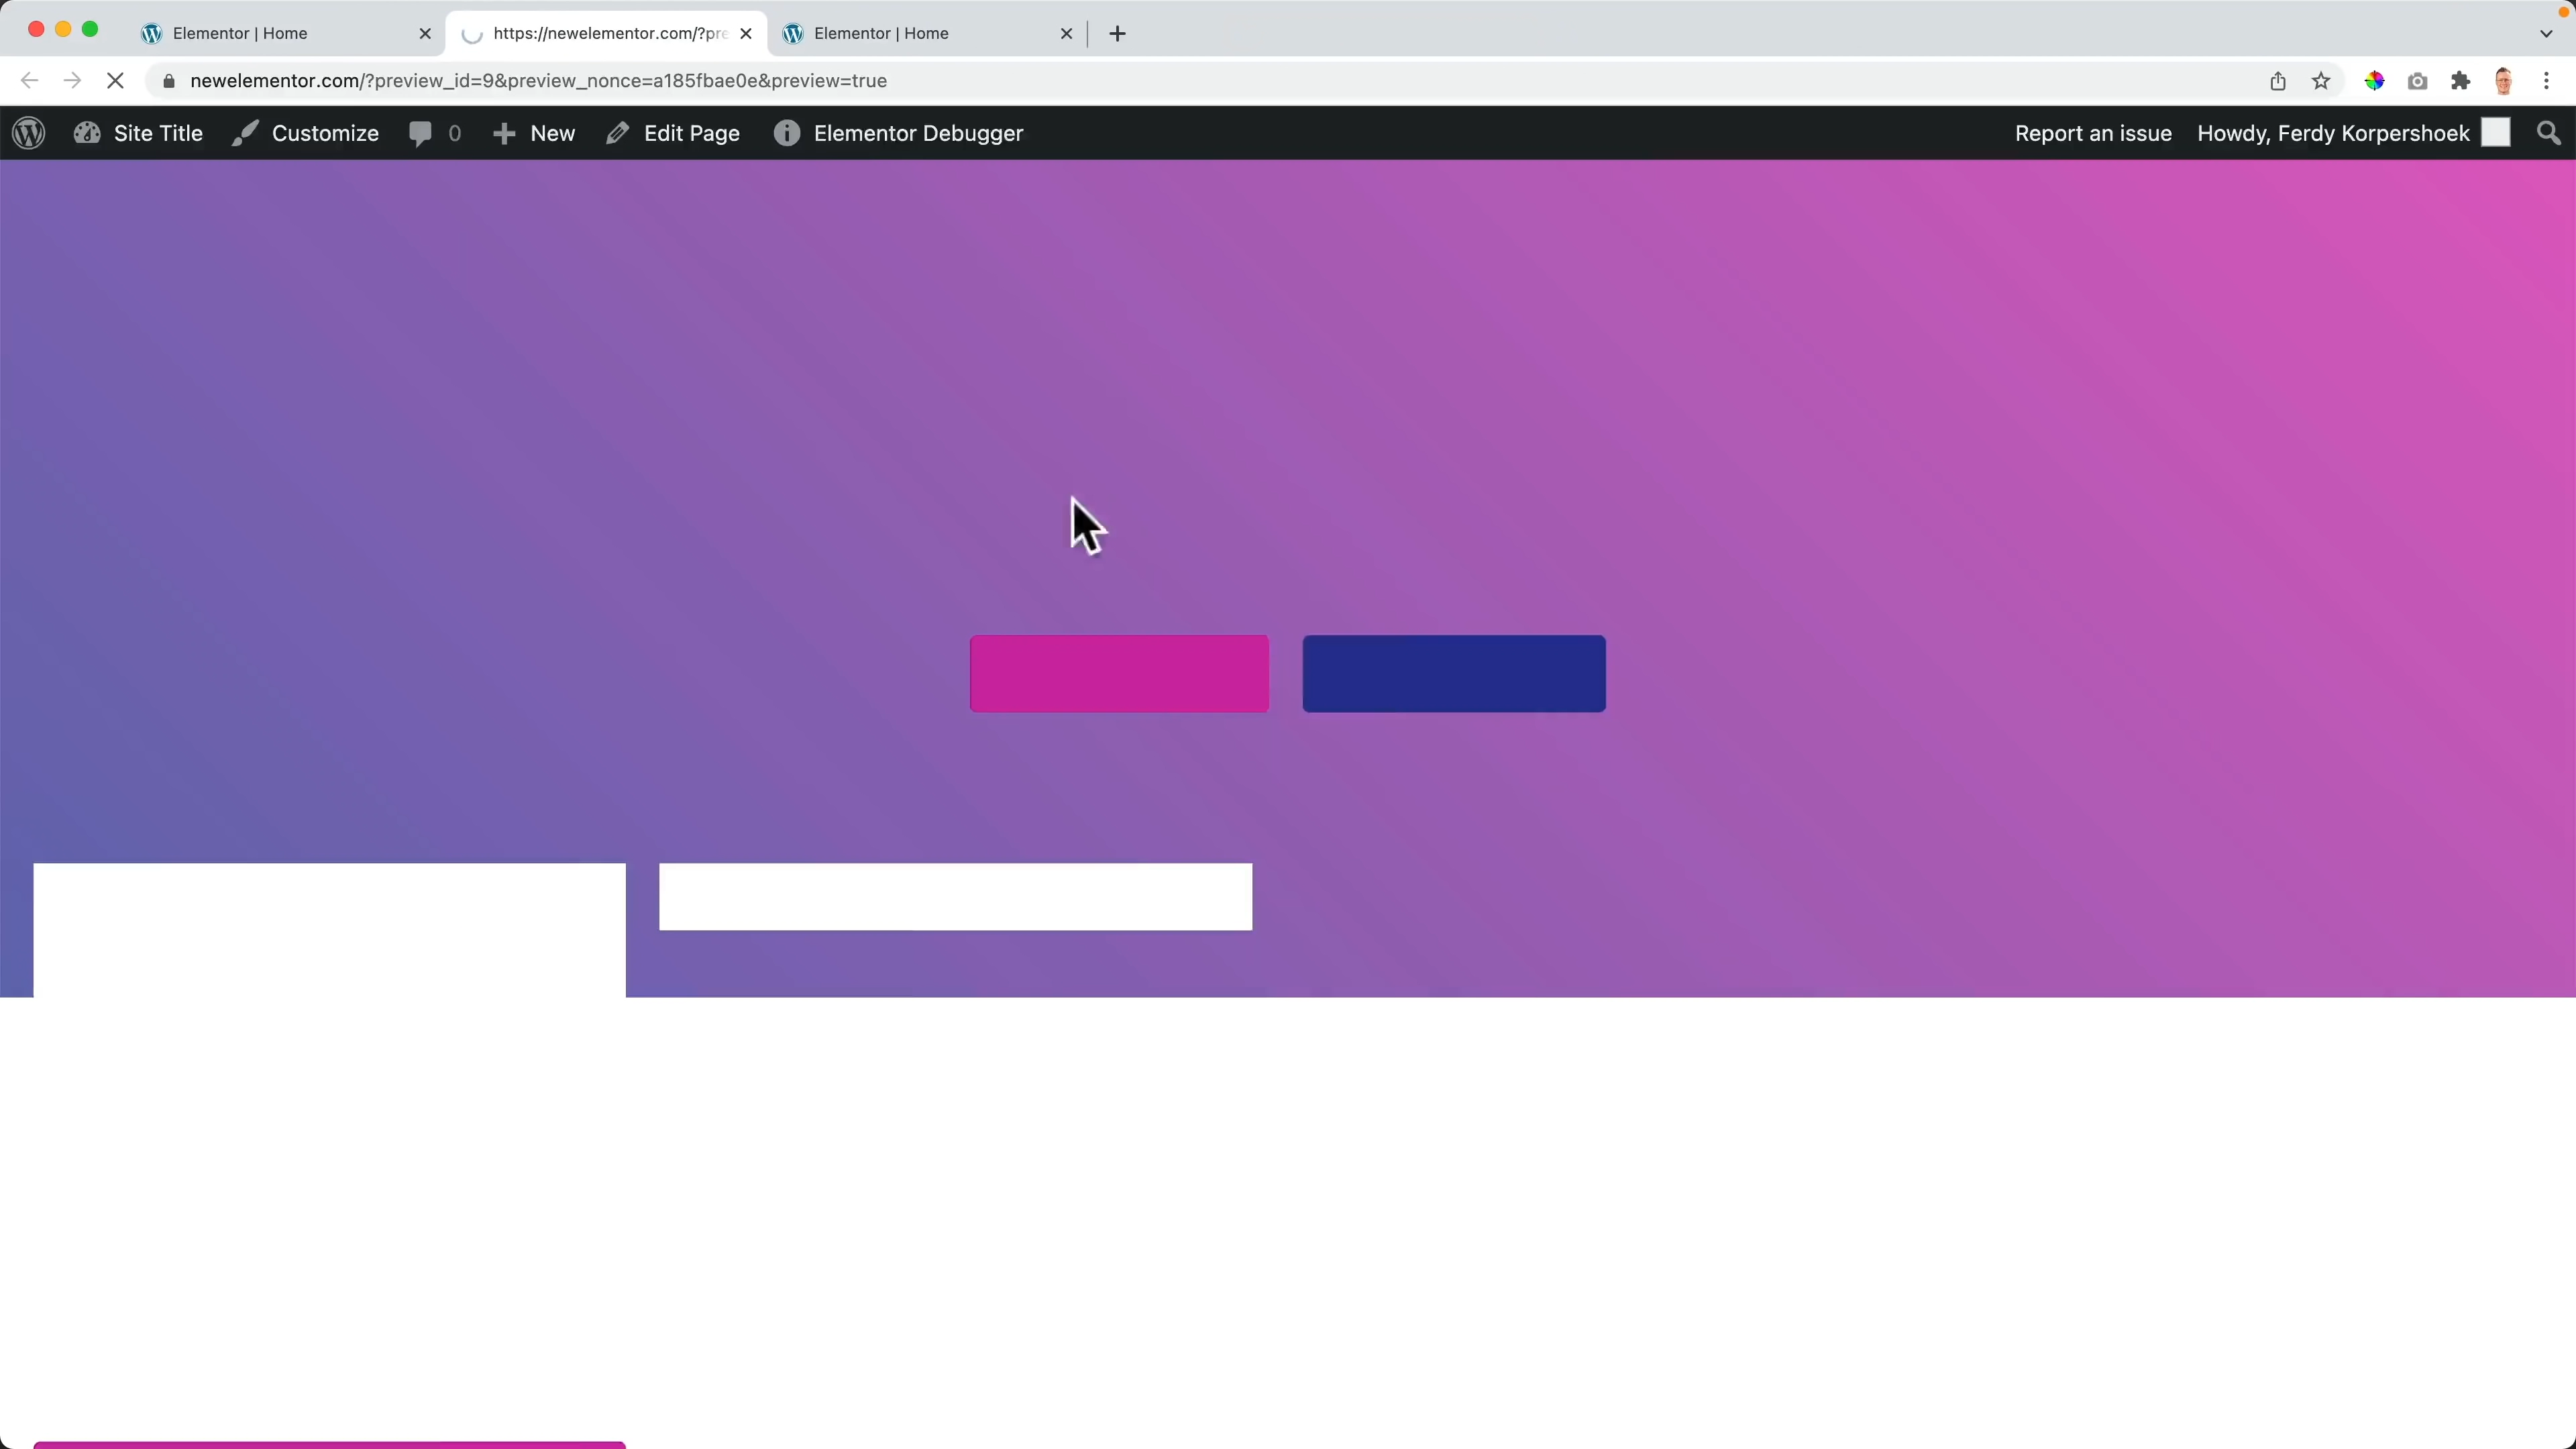 Elementor | Home
https://newelementor.com/?pre
Elementor | Home
newelementor.com/?preview_id=9&preview_nonce=a185fbae0e&preview=true
Site Title
Customize
0
New
Edit Page
Elementor Debugger
Report an issue
Howdy, Ferdy Korpershoek